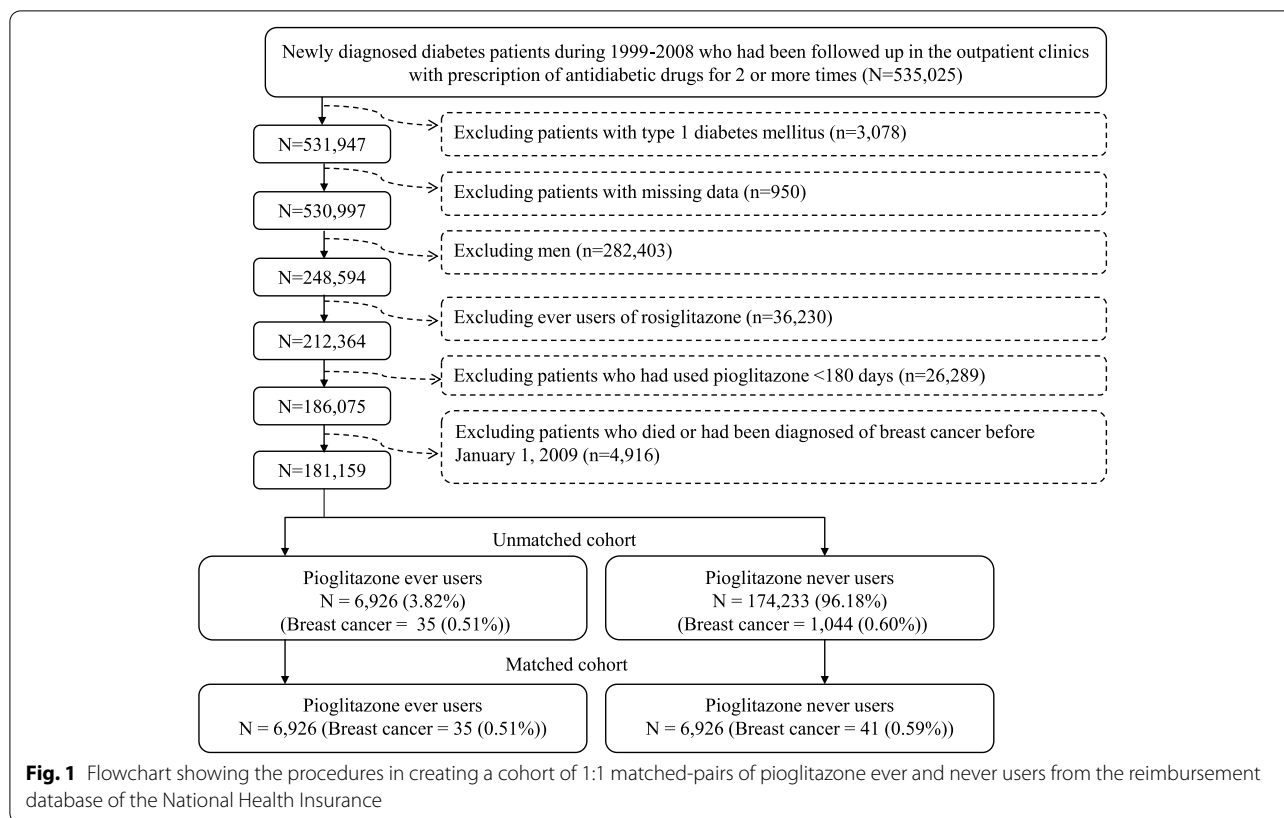 Newly diagnosed diabetes patients during 1999-2008 who had been followed up in the outpatient clinics
with prescription of antidiabetic drugs for 2 or more times (N=535,025)
Excluding patients with type 1 diabetes mellitus (n=3,078)
N=531,947
Excluding patients with missing data (n=950)
N=530,997
Excluding men (n=282,403)
N=248,594
Excluding ever users of rosiglitazone (n=36,230)
N=212,364
Excluding patients who had used pioglitazone <180 days (n=26,289)
N=186,075
Excluding patients who died or had been diagnosed of breast cancer before
January 1, 2009 (n=4,916)
N=181,159
Unmatched cohort
Pioglitazone ever users
N = 6,926 (3.82%)
(Breast cancer = 35 (0.51%))
Pioglitazone never users
N = 174,233 (96.18%)
(Breast cancer = 1,044 (0.60%))
Matched cohort
Pioglitazone ever users
N = 6,926 (Breast cancer = 35 (0.51%))
Pioglitazone never users
N = 6,926 (Breast cancer = 41 (0.59%))
Fig. 1 Flowchart showing the procedures in creating a cohort of 1:1 matched-pairs of pioglitazone ever and never users from the reimbursement
database of the National Health Insurance